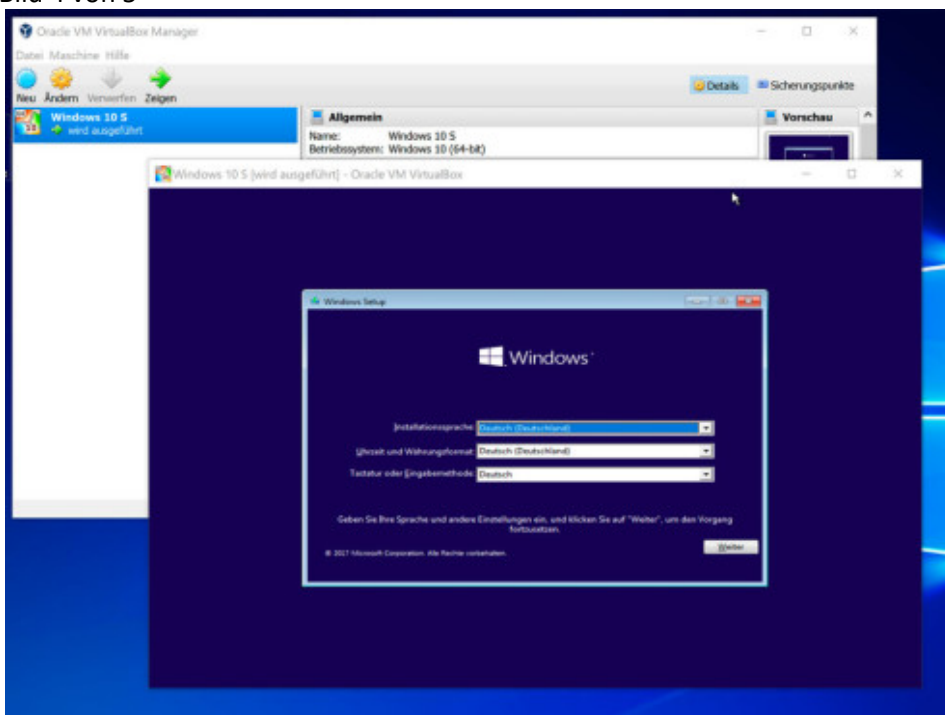 Bild 4 von 5
Oracle VM VirtualBox Manager
Datei Maschine Hilfe
Neu Ändern Verwerfen Zeigen
Details Sicherungspunkte
Windows 10 S
wird ausgeführt
Allgemein
Name: Windows 10 S
Betriebssystem: Windows 10 (64-bit)
Vorschau
Windows 10 S [wird ausgeführt] - Oracle VM VirtualBox
Windows Setup
Windows
Installationssprache: Deutsch (Deutschland)
Uhrzeit und Währungsformat: Deutsch (Deutschland)
Tastatur oder Eingabemethode: Deutsch
Geben Sie Ihre Sprache und andere Einstellungen ein, und klicken Sie auf "Weiter", um den Vorgang
fortzusetzen.
© 2017 Microsoft Corporation. Alle Rechte vorbehalten.
Weiter